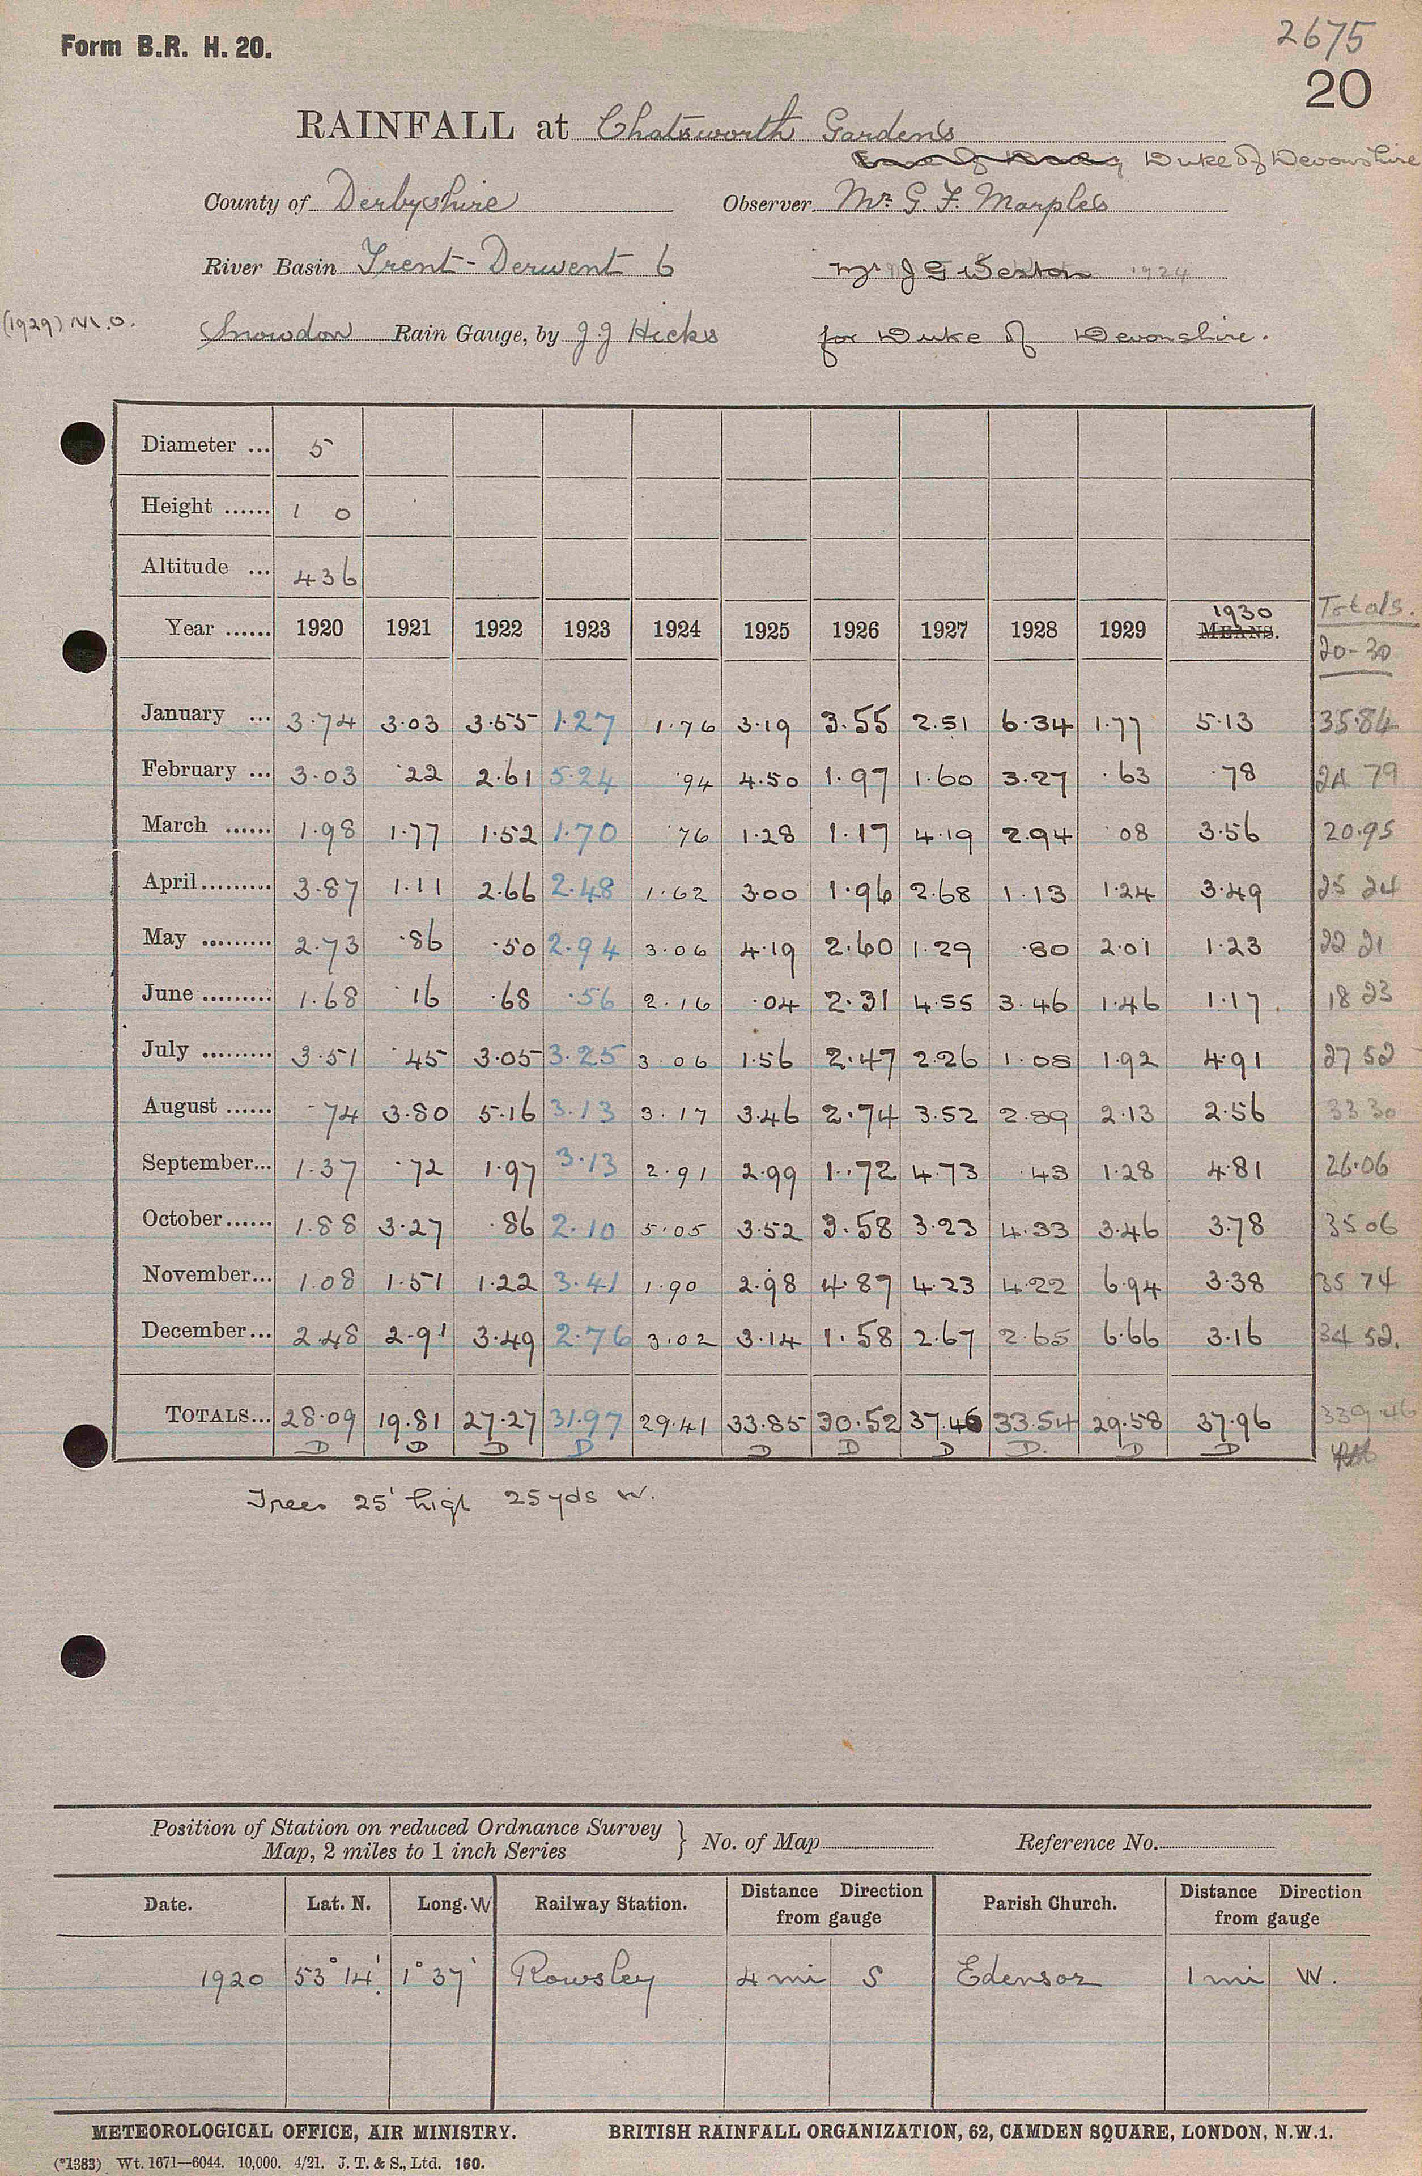 Form B.R. H. 20.
2675
20
RAINFALL at Chatsworth Gardens
Duke of Devonshire
County of Derbyshire Observer Mr. G. F. Marples
River Basin Trent-Derwent 6 Mr J G Weston 1924
(1929) M.O. Snowdon Rain Gauge, by J J Hicks for Duke of Devonshire.
Diameter ... 5
Height ...... 1 0
Altitude ... 436
Totals.
Year ...... 1920 1921 1922 1923 1924 1925 1926 1927 1928 1929 1930 MEANS. 20-30
January ... 3·74 3·03 3·55 1·27 1·76 3·19 3·55 2·51 6·34 1·77 5·13 35·84
February ... 3·03 ·22 2·61 5·24 ·94 4·50 1·97 1·60 3·27 ·63 ·78 24 79
March ...... 1·98 1·77 1·52 1·70 ·76 1·28 1·17 4·19 2·94 08 3·56 20·95
April......... 3·87 1·11 2·66 2·48 1·62 3·00 1·96 2·68 1·13 1·24 3·49 25 24
May ......... 2·73 ·86 ·50 2·94 3·06 4·19 2·60 1·29 ·80 2·01 1·23 22 21
June ......... 1·68 16 ·68 ·56 2·16 ·04 2·31 4·55 3·46 1·46 1·17 18 23
July ......... 3·51 45 3·05 3·25 3 06 1·56 2·47 2·26 1·08 1·92 4·91 27 52
August ...... ·74 3·80 5·16 3·13 3·17 3·46 2·74 3·52 2·89 2·13 2·56 33 30
September... 1·37 ·72 1·97 3·13 2·91 2·99 1·72 4·73 ·43 1·28 4·81 26·06
October...... 1·88 3·27 ·86 2·10 5·05 3·52 3·58 3·23 4·33 3·46 3·78 35 06
November... 1·08 1·51 1·22 3·41 1·90 2·98 4·87 4·23 4·22 6·94 3·38 35 74
December... 2·48 2·91 3·49 2·76 3·02 3·14 1·58 2·67 2·65 6·66 3·16 34 52.
TOTALS... 28·09 19·81 27·27 31·97 29·41 33·85 30·52 37·46 33·54 29·58 37·96 339·46
D D D D D D D D D D
Trees 25' high 25 yds W.
Position of Station on reduced Ordnance Survey
Map, 2 miles to 1 inch Series } No. of Map Reference No.
Date. Lat. N. Long. W Railway Station. Distance Direction from gauge Parish Church. Distance Direction from gauge
1920 53° 14' 1° 37' Rowsley 4 mi S Edensor 1 mi W.
METEOROLOGICAL OFFICE, AIR MINISTRY. BRITISH RAINFALL ORGANIZATION, 62, CAMDEN SQUARE, LONDON, N.W.1.
(*1383) Wt. 1671—6044. 10,000. 4/21. J. T. & S., Ltd. 160.